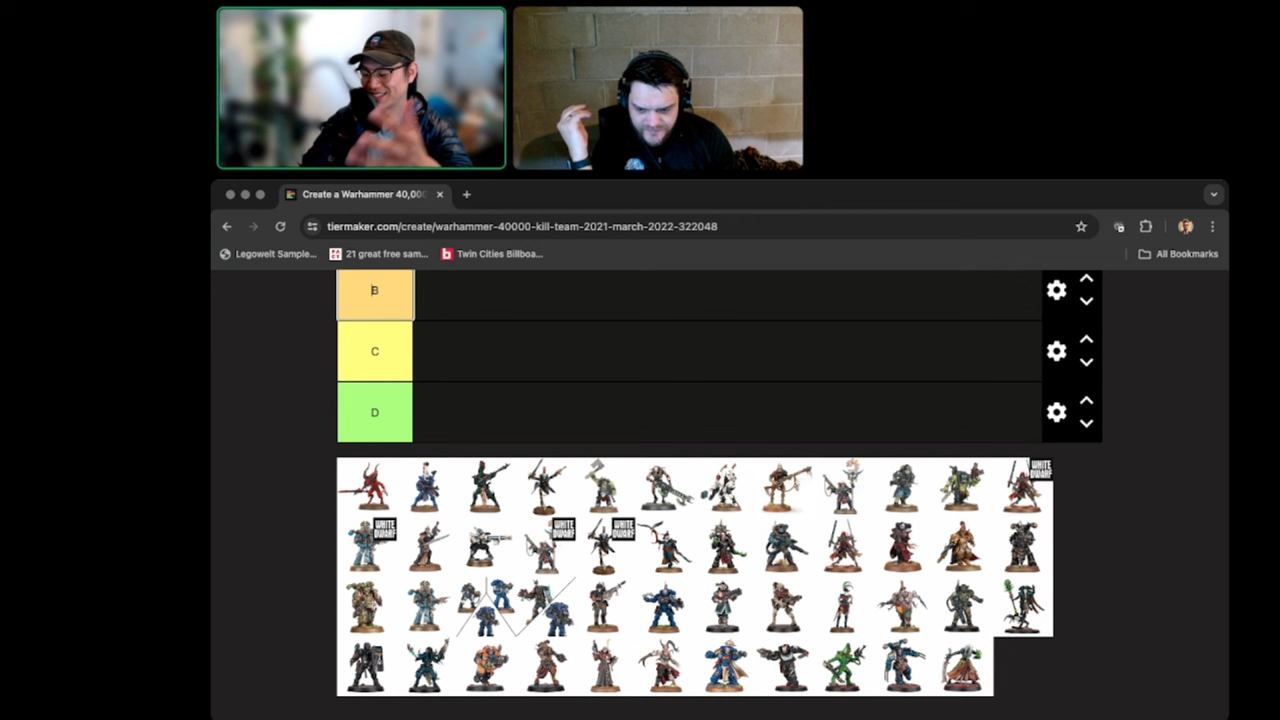 Create a Warhammer 40,00
tiermaker.com/create/warhammer-40000-kill-team-2021-march-2022-322048
Legowelt Sample...
21 great free sam...
b
Twin Cities Billboa...
All Bookmarks
B
C
D
WHITE DWARF
WHITE DWARF
WHITE DWARF
WHITE DWARF